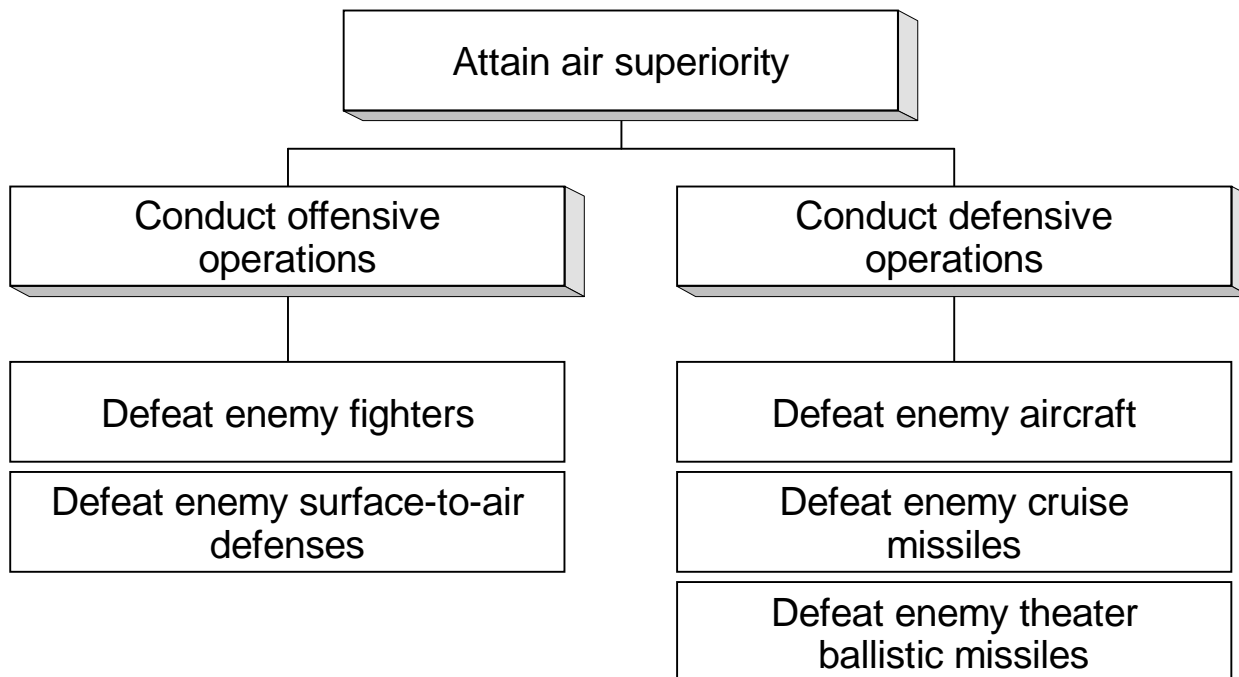 Attain air superiority
Conduct offensive
operations
Conduct defensive
operations
Defeat enemy fighters
Defeat enemy surface-to-air
defenses
Defeat enemy aircraft
Defeat enemy cruise
missiles
Defeat enemy theater
ballistic missiles